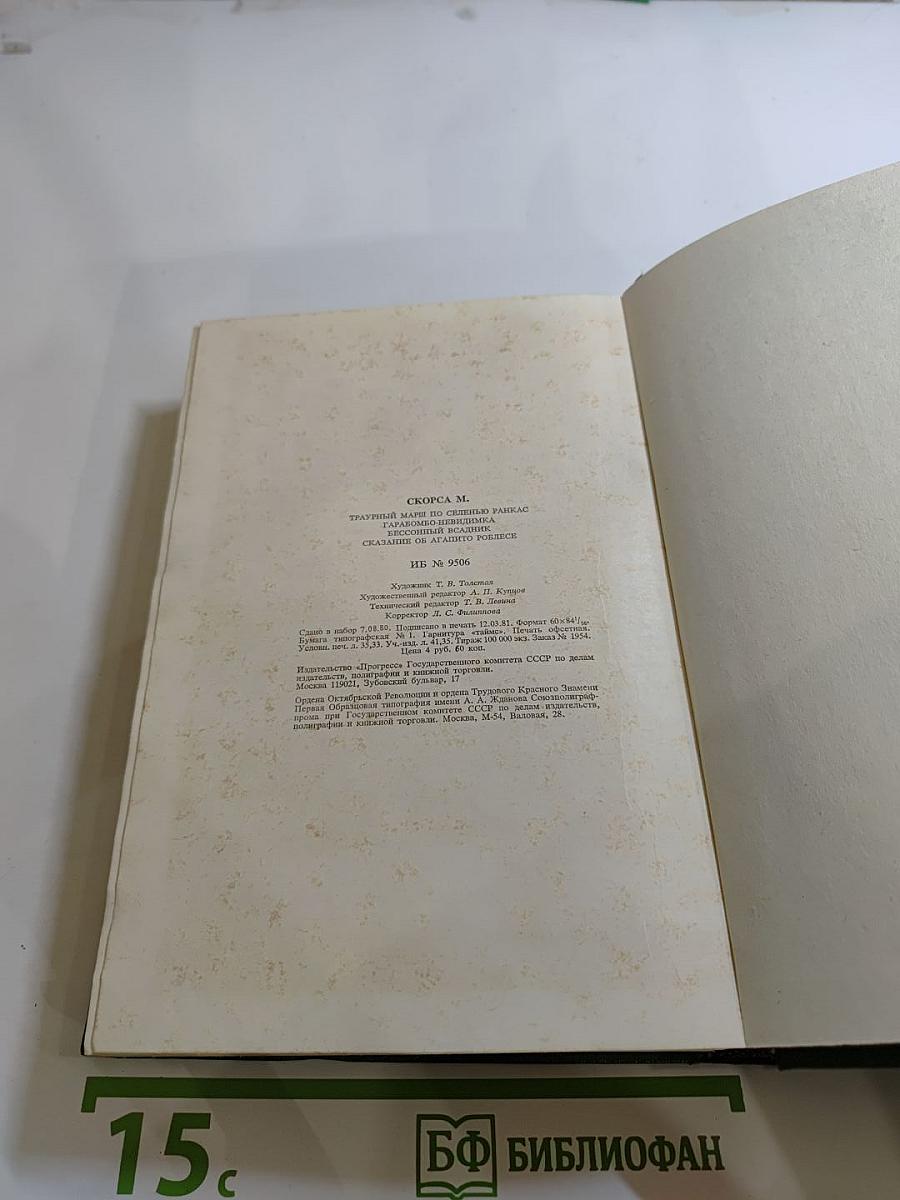 СКОРСА М.
ТРАУРНЫЙ МАРШ ПО СЕЛЕНЬЮ РАНКАС
ГАРАБОМБО-НЕВИДИМКА
БЕССОННЫЙ ВСАДНИК
СКАЗАНИЕ ОБ АГАПИТО РОБЛЕСЕ
ИБ № 9506
Художник Т. В. Толстая
Художественный редактор А. П. Купцов
Технический редактор Т. В. Левина
Корректор Л. С. Филиппова
Сдано в набор 7.08.80. Подписано в печать 12.03.81. Формат 60×84¹/₁₆.
Бумага типографская № 1. Гарнитура «таймс». Печать офсетная.
Условн. печ. л. 35,33. Уч.-изд. л. 41,35. Тираж 100 000 экз. Заказ № 1954.
Цена 4 руб. 60 коп.
Издательство «Прогресс» Государственного комитета СССР по делам
издательств, полиграфии и книжной торговли.
Москва 119021, Зубовский бульвар, 17
Ордена Октябрьской Революции и ордена Трудового Красного Знамени
Первая Образцовая типография имени А. А. Жданова Союзполиграф-
прома при Государственном комитете СССР по делам издательств,
полиграфии и книжной торговли. Москва, М-54, Валовая, 28.
15 с
БФ БИБЛИОФАН